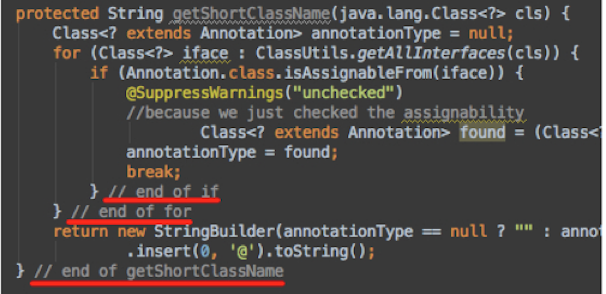 protected String getShortClassName(java.lang.Class<?> cls) {
Class<? extends Annotation> annotationType = null;
for (Class<?> iface : ClassUtils.getAllInterfaces(cls)) {
if (Annotation.class.isAssignableFrom(iface)) {
@SuppressWarnings("unchecked")
//because we just checked the assignability
Class<? extends Annotation> found = (Class<?
annotationType = found;
break;
} // end of if
} // end of for
return new StringBuilder(annotationType == null ? "" : annot
.insert(0, '@').toString();
} // end of getShortClassName